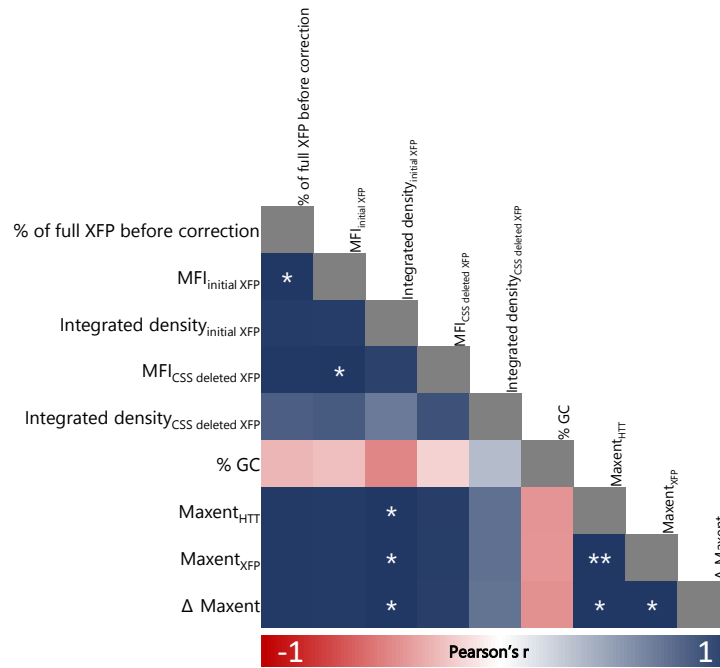 % of full XFP before correction
MFI initial XFP
Integrated density initial XFP
MFI CSS deleted XFP
Integrated density CSS deleted XFP
% GC
Maxent HTT
Maxent XFP
Δ Maxent
% of full XFP before correction
MFI initial XFP
*
Integrated density initial XFP
MFI CSS deleted XFP
*
Integrated density CSS deleted XFP
% GC
Maxent HTT
*
Maxent XFP
* **
Δ Maxent
* * *
-1 Pearson's r 1